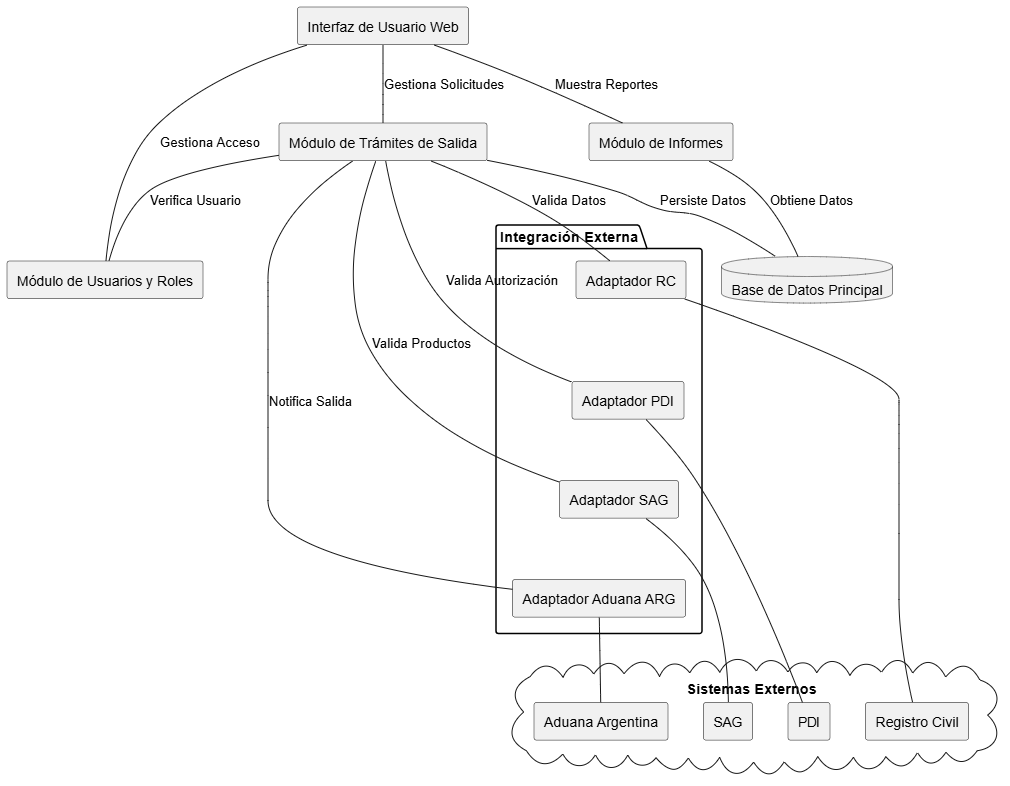 Interfaz de Usuario Web
Gestiona Solicitudes
Muestra Reportes
Gestiona Acceso
Módulo de Trámites de Salida
Módulo de Informes
Verifica Usuario
Valida Datos
Persiste Datos
Obtiene Datos
Integración Externa
Módulo de Usuarios y Roles
Valida Autorización
Adaptador RC
Base de Datos Principal
Valida Productos
Notifica Salida
Adaptador PDI
Adaptador SAG
Adaptador Aduana ARG
Sistemas Externos
Aduana Argentina
SAG
PDI
Registro Civil